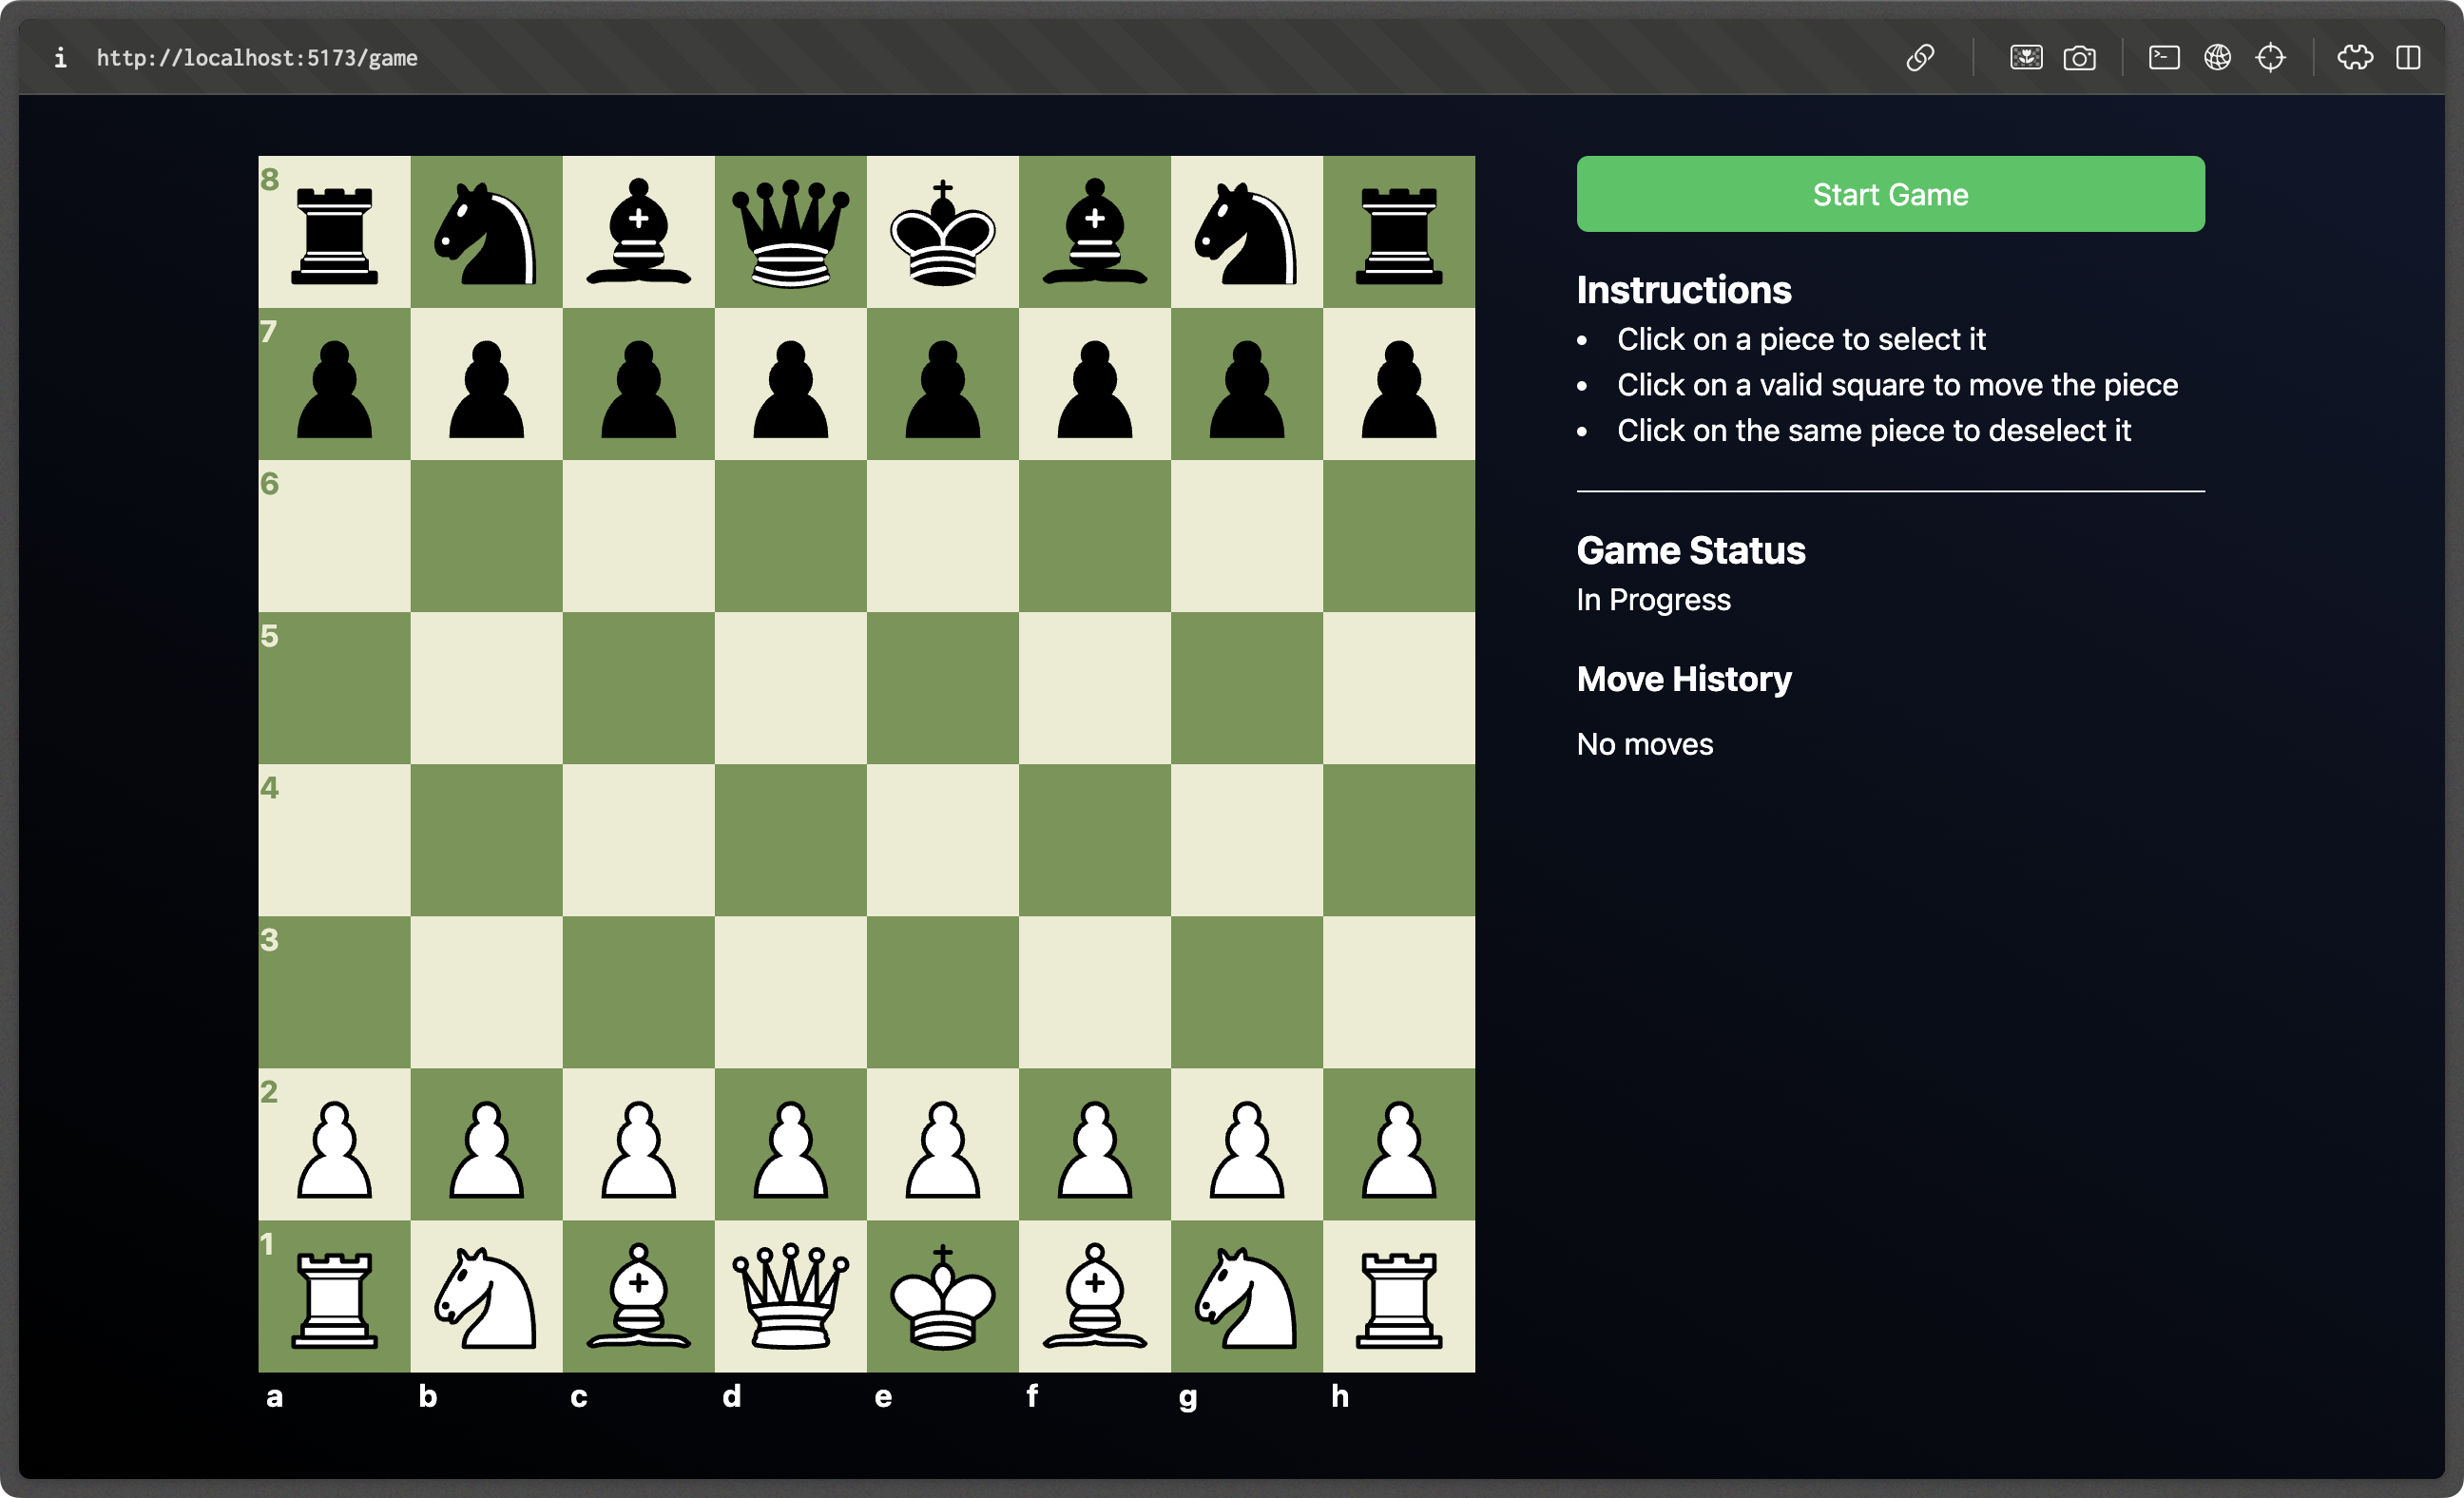 i http://localhost:5173/game
Start Game
Instructions
• Click on a piece to select it
• Click on a valid square to move the piece
• Click on the same piece to deselect it
Game Status
In Progress
Move History
No moves
8
7
6
5
4
3
2
1
a b c d e f g h